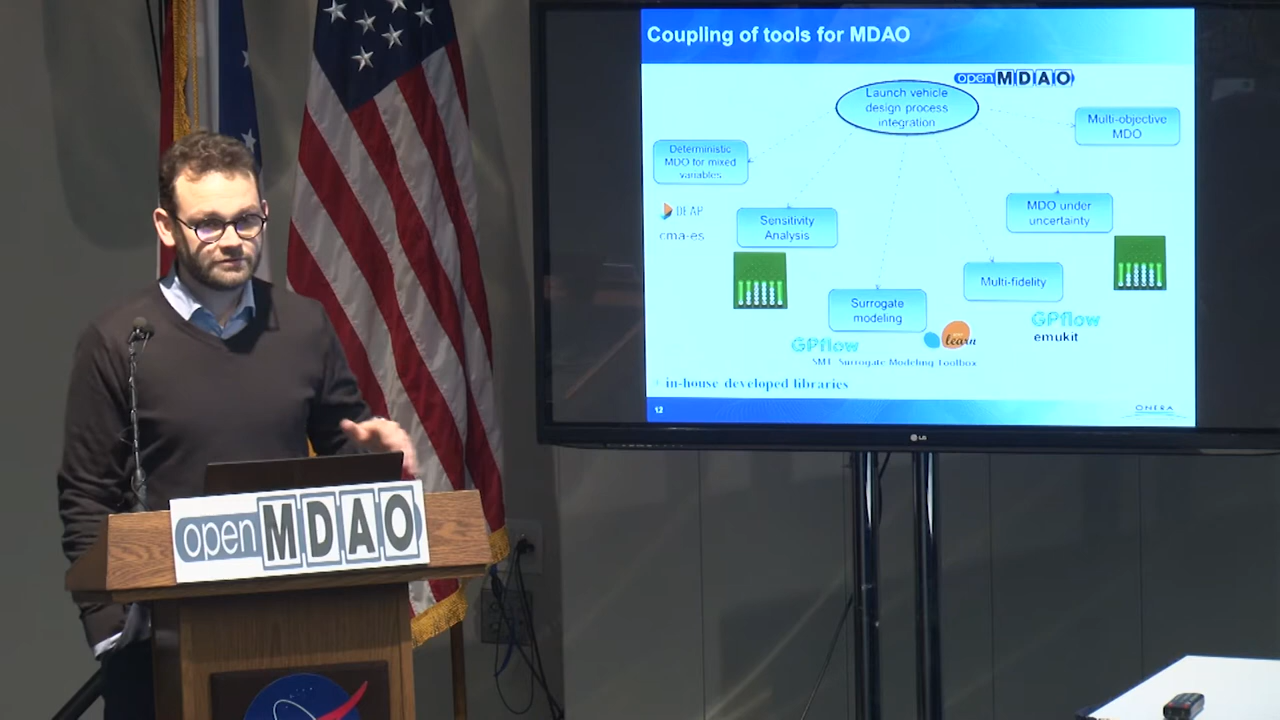 Coupling of tools for MDAO
openMDAO
Launch vehicle
design process
integration
Multi-objective
MDO
Deterministic
MDO for mixed
variables
DEAP
cma-es
Sensitivity
Analysis
MDO under
uncertainty
Multi-fidelity
Surrogate
modeling
GPflow
emukit
GPflow
learn
SMT: Surrogate Modeling Toolbox
+ in-house developed libraries
12
ONERA
LG
openMDAO